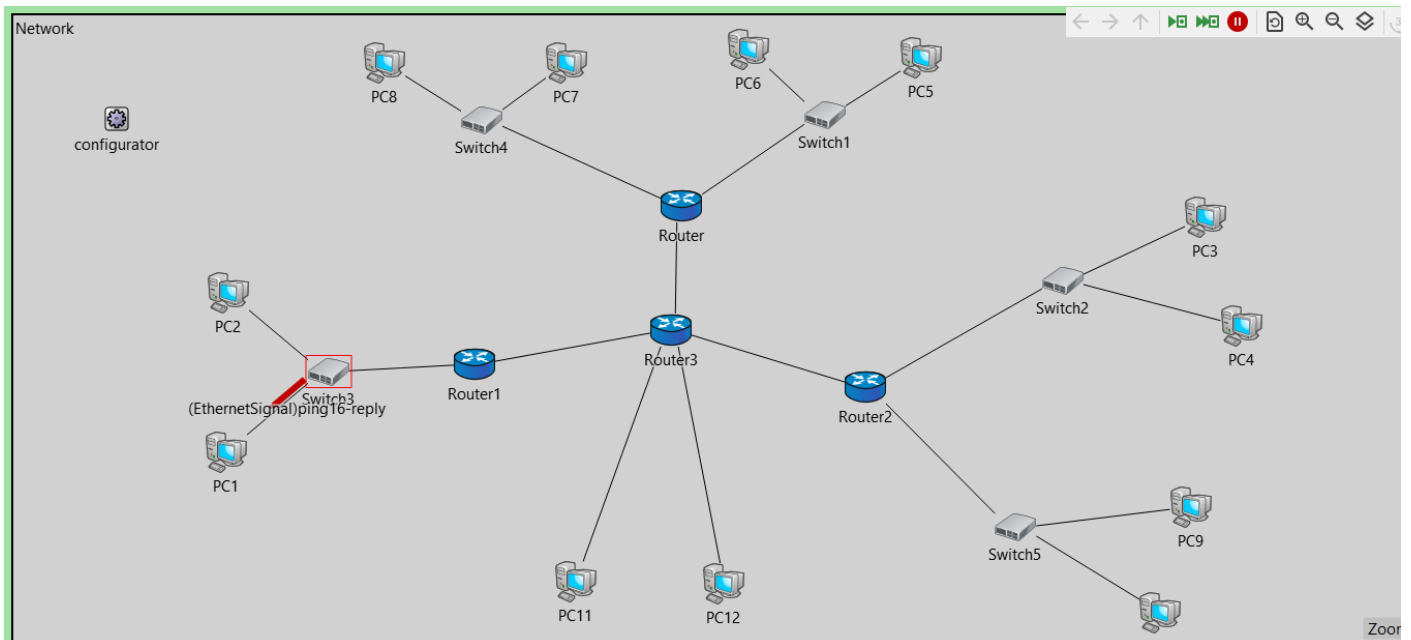 Network
PC8
PC7
PC6
PC5
configurator
Switch4
Switch1
Router
PC3
Switch2
PC2
PC4
Router3
Router1
Switch3
(EthernetSignal)ping16-reply
Router2
PC1
PC9
Switch5
PC11
PC12